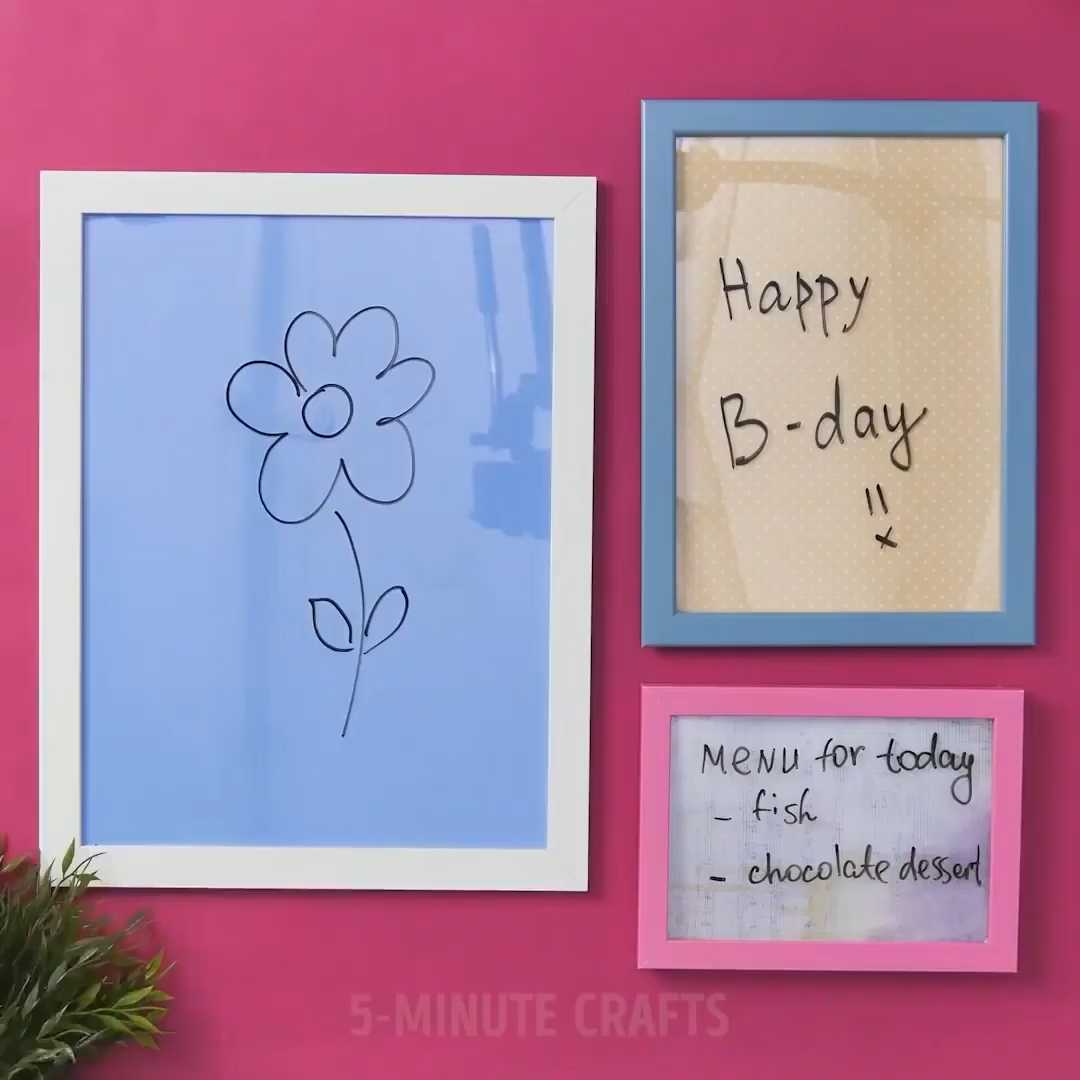 Happy
B-day
!!
Menu for today
- fish
- chocolate dessert
5-MINUTE CRAFTS